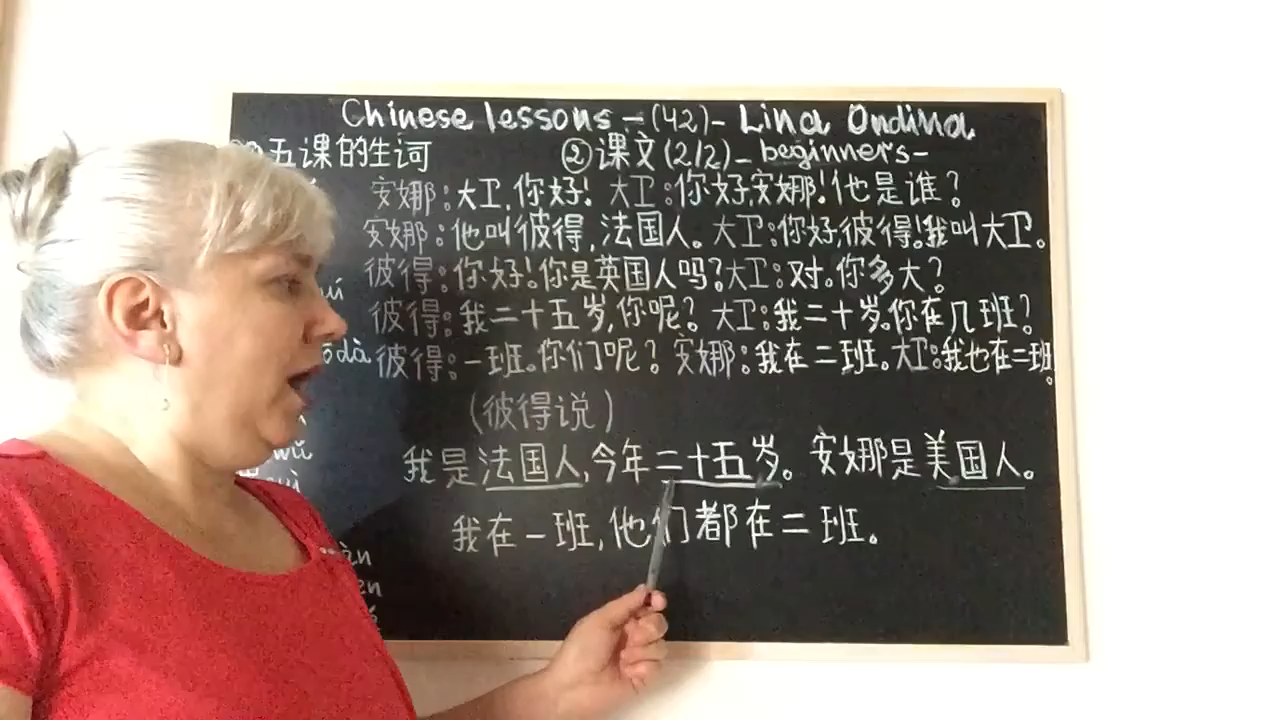 Chinese lessons - (42) - Lina Ondina
五课的生词 ②课文(2/2)-beginners-
安娜:大卫,你好! 大卫:你好,安娜!他是谁?
安娜:他叫彼得,法国人。大卫:你好,彼得!我叫大卫。
彼得:你好!你是英国人吗?大卫:对。你多大?
彼得:我二十五岁,你呢? 大卫:我二十岁。你在几班?
dà 彼得:一班。你们呢? 安娜:我在二班。大卫:我也在二班。
(彼得说)
我是法国人,今年二十五岁。安娜是美国人。
我在一班,他们都在二班。